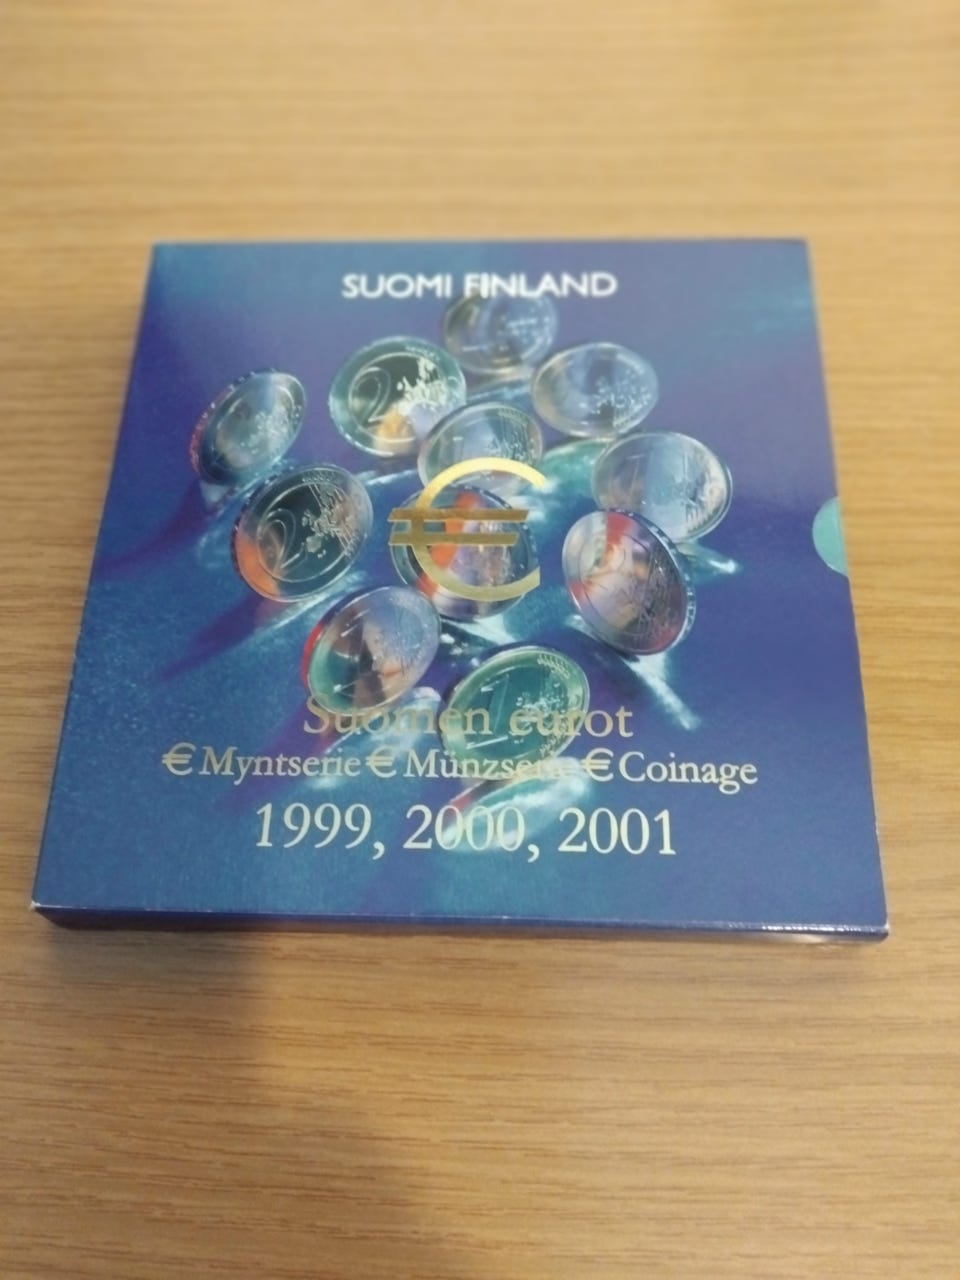 SUOMI FINLAND
€
Suomen eurot
€ Myntserie € Münzserie € Coinage
1999, 2000, 2001